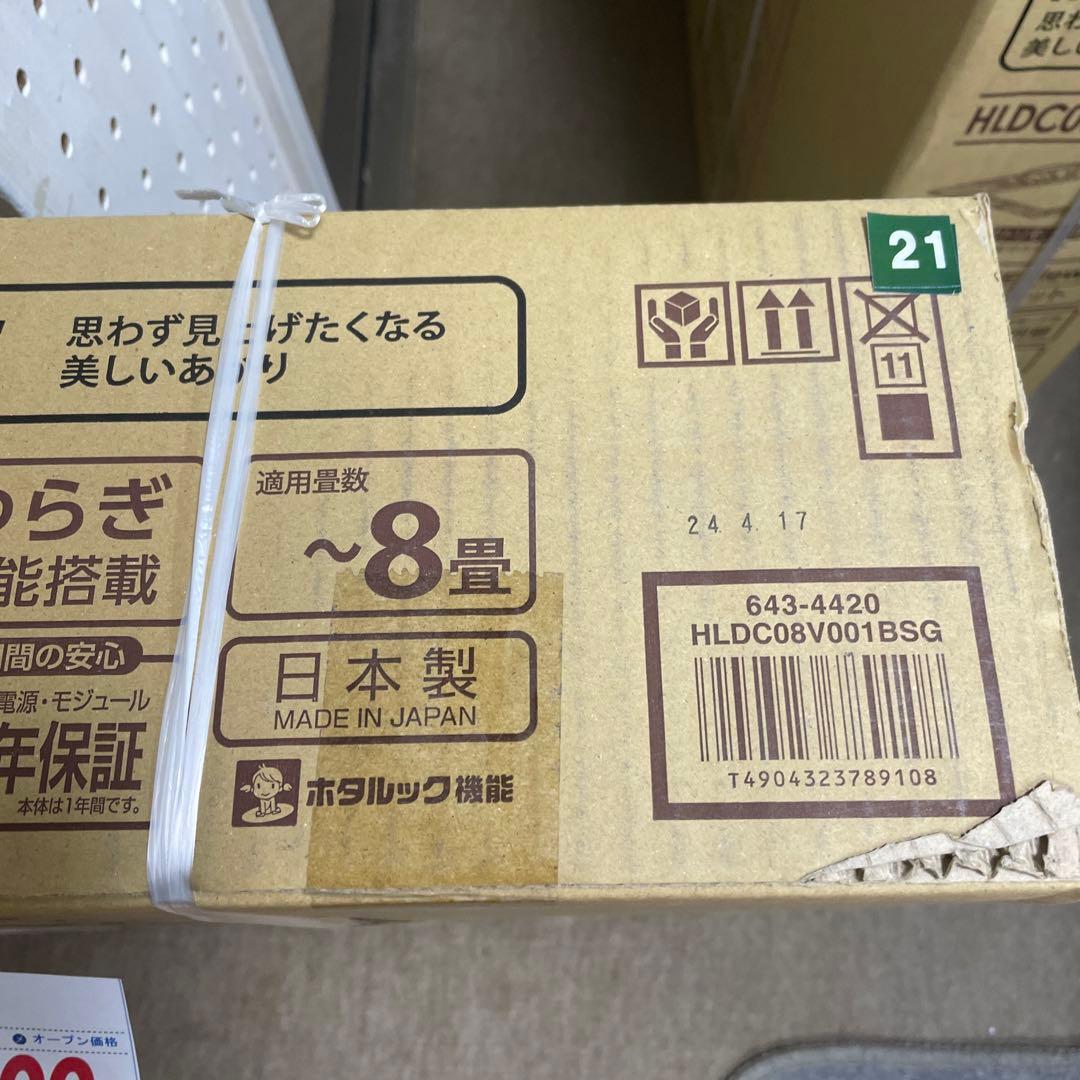 思わ
美し
HLDC0
21
思わず見上げたくなる
美しいあかり
11
らぎ
能搭載
適用畳数
～8畳
24. 4. 17
643-4420
HLDC08V001BSG
T4904323789108
間の安心
電源・モジュール
年保証
本体は1年間です。
日本製
MADE IN JAPAN
ホタルック機能
オープン価格